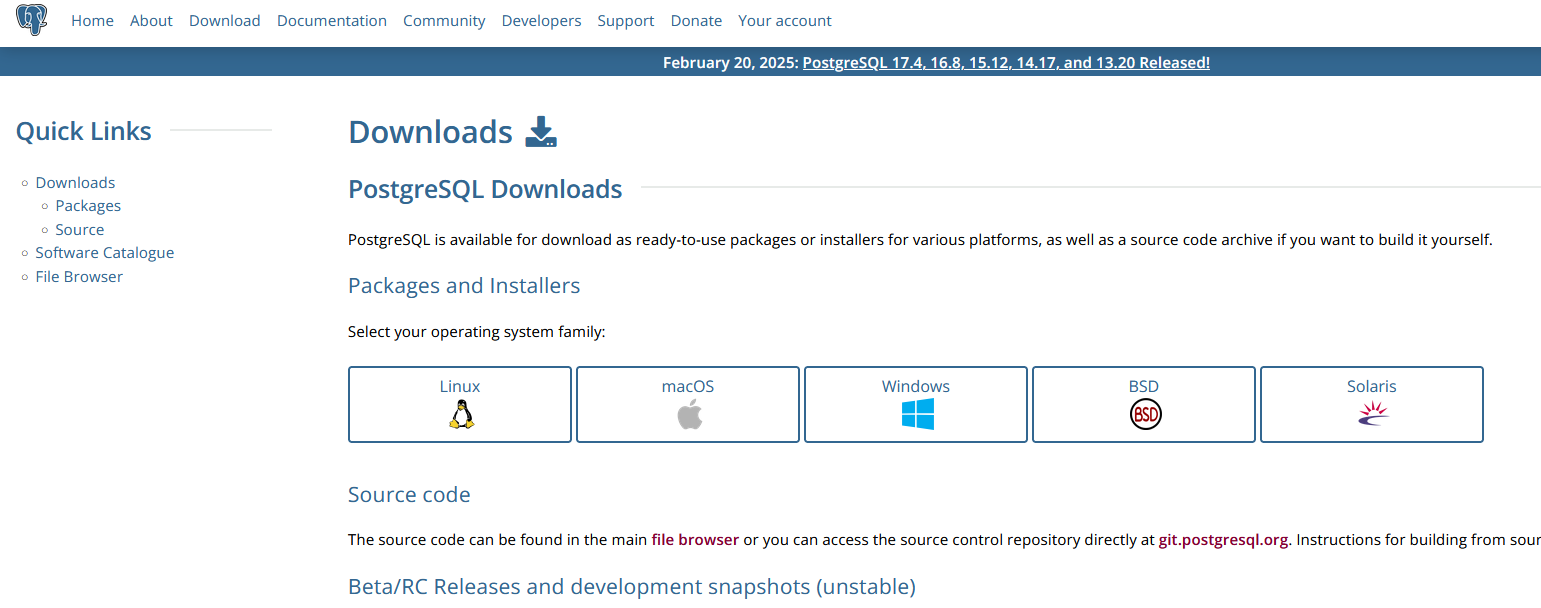 Home About Download Documentation Community Developers Support Donate Your account
February 20, 2025: PostgreSQL 17.4, 16.8, 15.12, 14.17, and 13.20 Released!
Quick Links
Downloads
Packages
Source
Software Catalogue
File Browser
Downloads
PostgreSQL Downloads
PostgreSQL is available for download as ready-to-use packages or installers for various platforms, as well as a source code archive if you want to build it yourself.
Packages and Installers
Select your operating system family:
Linux macOS Windows BSD Solaris
BSD
Source code
The source code can be found in the main file browser or you can access the source control repository directly at git.postgresql.org. Instructions for building from
Beta/RC Releases and development snapshots (unstable)